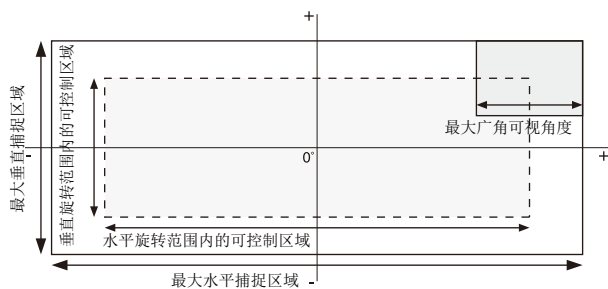 +
最大垂直捕捉区域
垂直旋转范围内的可控制区域
最大广角可视角度
-
0°
+
水平旋转范围内的可控制区域
最大水平捕捉区域
-